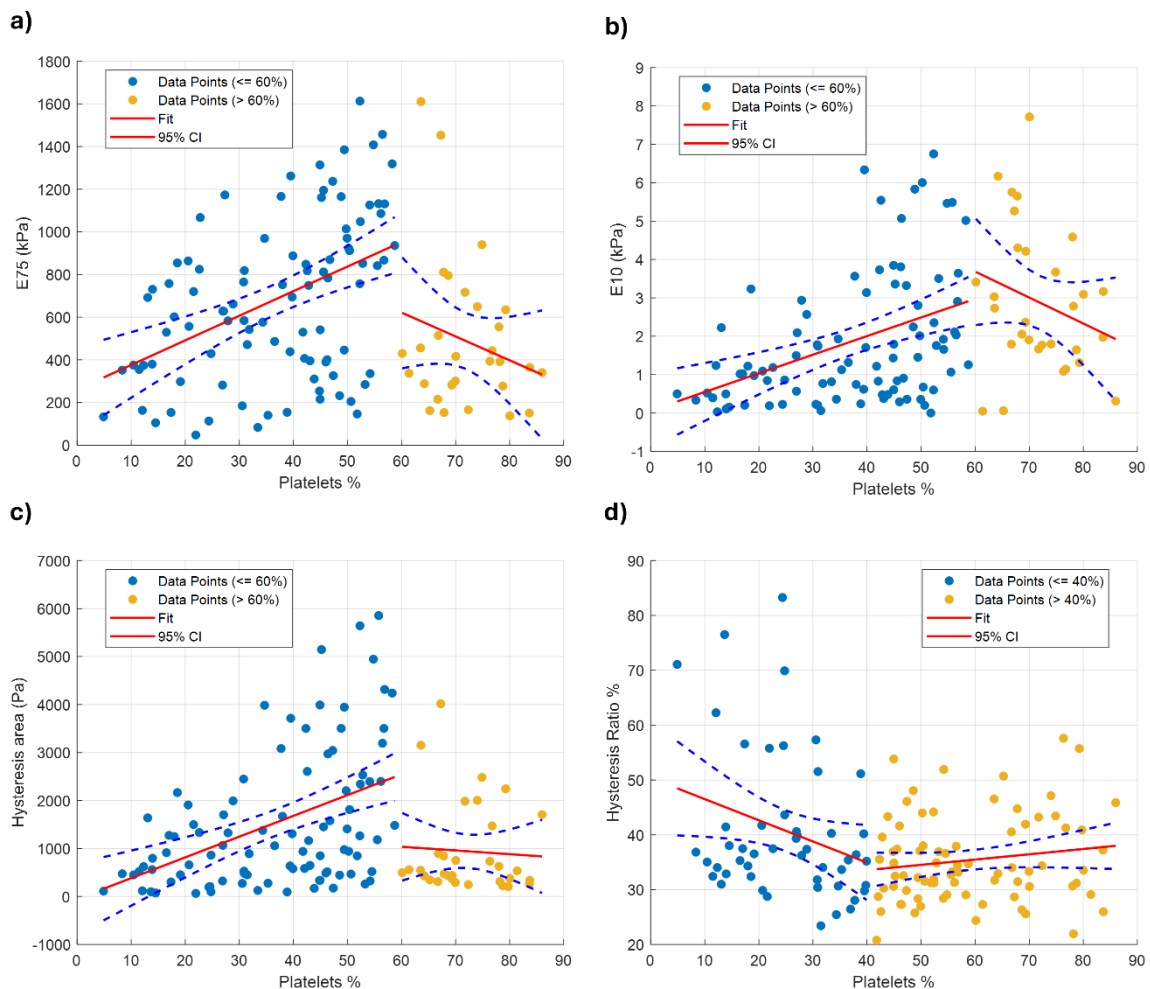 a)
1800
1600
1400
1200
1000
800
600
400
200
0
E75 (kPa)
Data Points (<= 60%)
Data Points (> 60%)
Fit
95% CI
0 10 20 30 40 50 60 70 80 90
Platelets %
b)
9
8
7
6
5
4
3
2
1
0
-1
E10 (kPa)
Data Points (<= 60%)
Data Points (> 60%)
Fit
95% CI
0 10 20 30 40 50 60 70 80 90
Platelets %
c)
7000
6000
5000
4000
3000
2000
1000
0
-1000
Hysteresis area (Pa)
Data Points (<= 60%)
Data Points (> 60%)
Fit
95% CI
0 10 20 30 40 50 60 70 80 90
Platelets %
d)
90
80
70
60
50
40
30
20
Hysteresis Ratio %
Data Points (<= 40%)
Data Points (> 40%)
Fit
95% CI
0 10 20 30 40 50 60 70 80 90
Platelets %